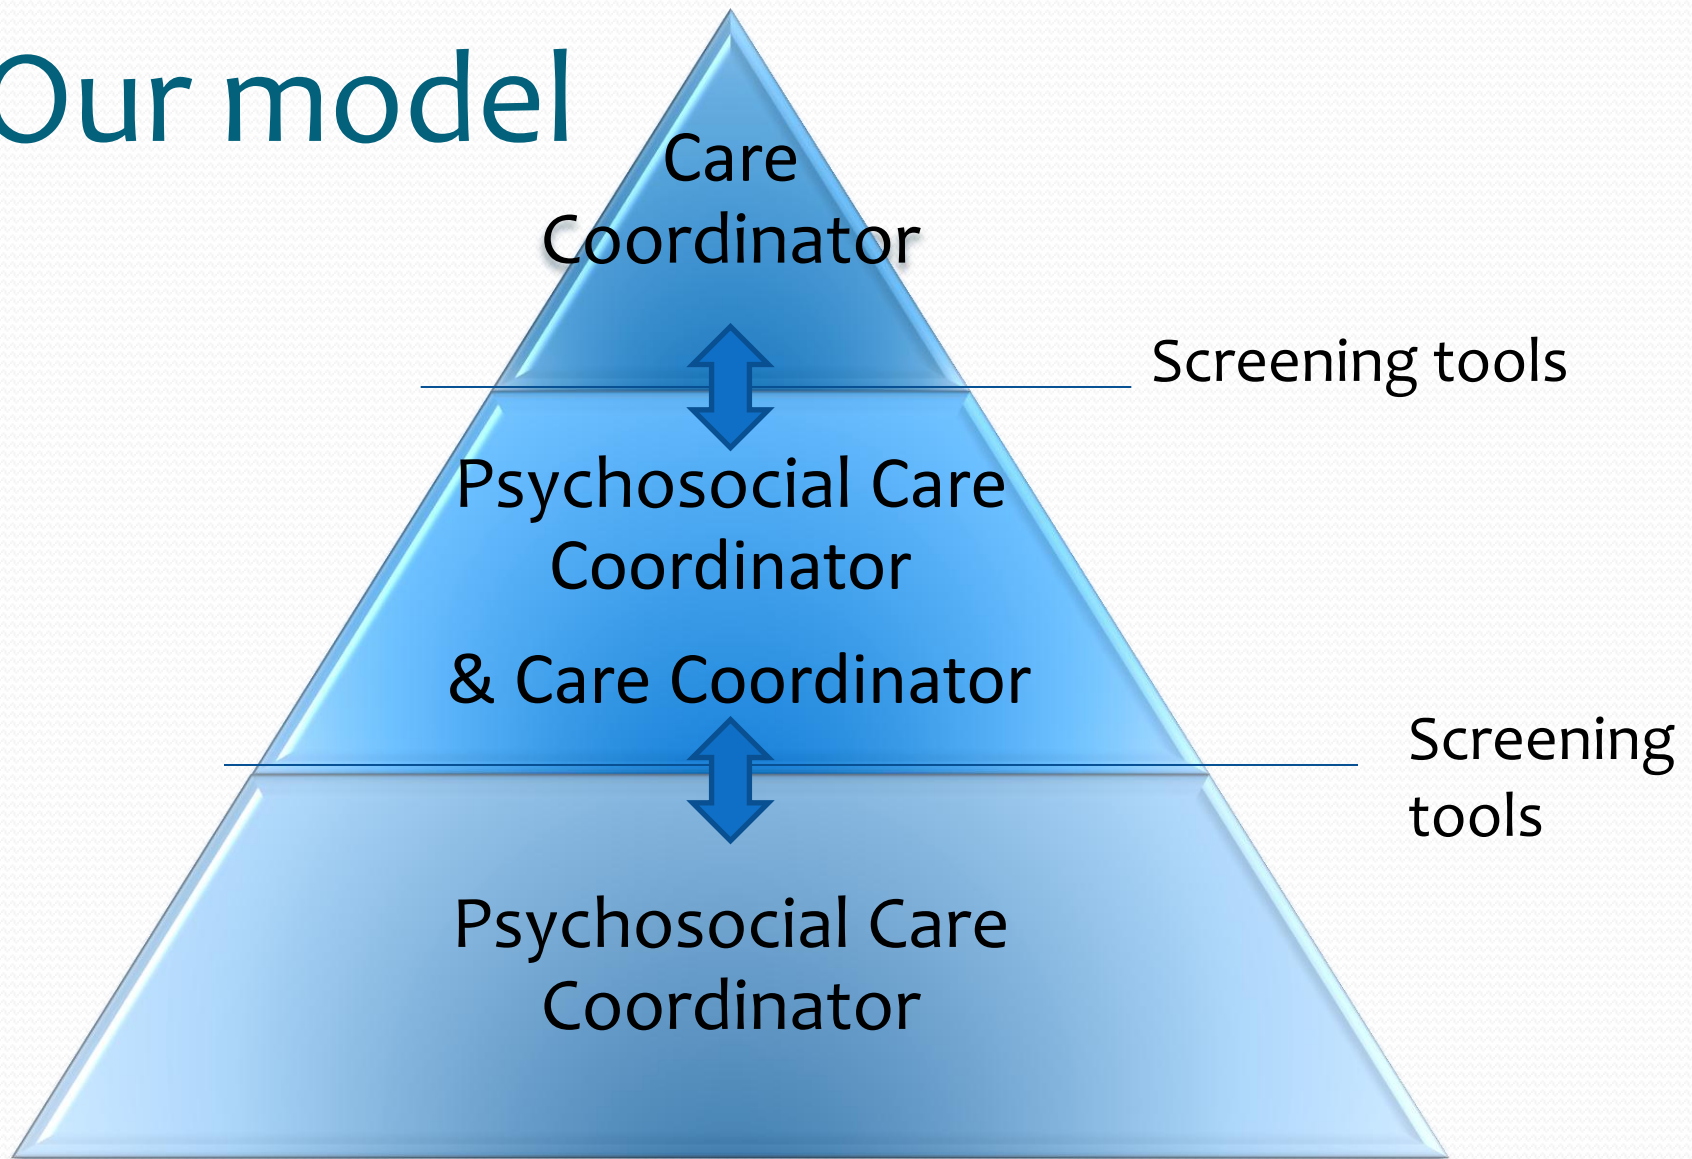 Our model
Care
Coordinator
Screening tools
Psychosocial Care
Coordinator
& Care Coordinator
Screening
tools
Psychosocial Care
Coordinator